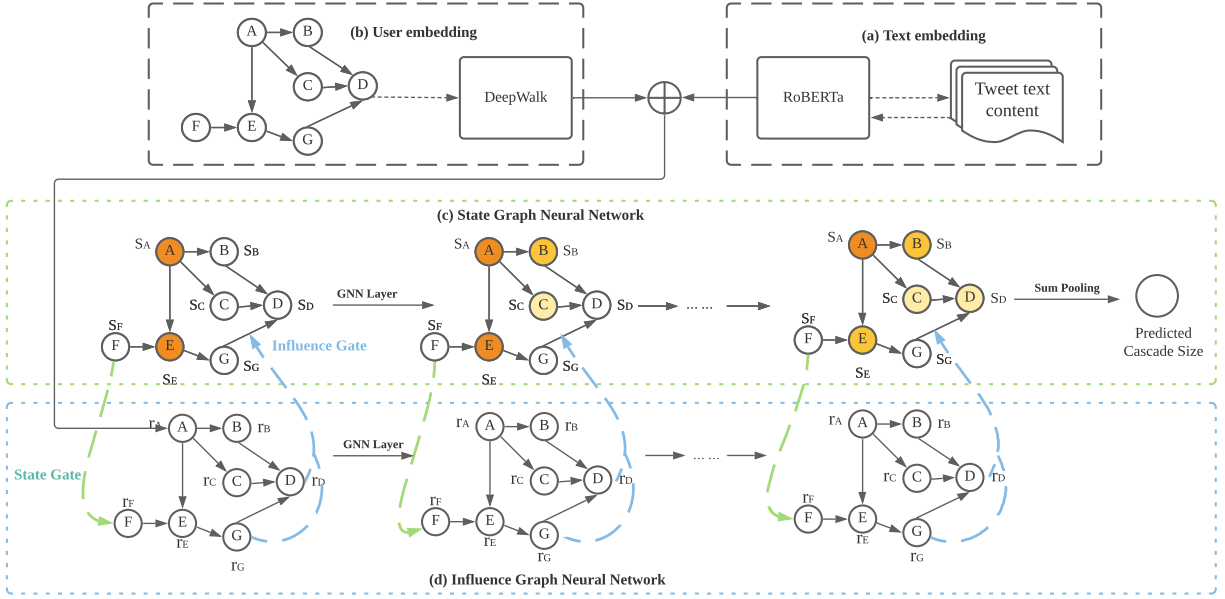 (b) User embedding
A
B
C
D
E
F
G
DeepWalk
(a) Text embedding
RoBERTa
Tweet text
content
(c) State Graph Neural Network
SA
A
B
SB
SC
C
D
SD
SF
F
E
SE
G
SG
Influence Gate
GNN Layer
SA
A
B
SB
SC
C
D
SD
SF
F
E
SE
G
SG
... ...
SA
A
B
SB
SC
C
D
SD
SF
F
E
SE
G
SG
Sum Pooling
Predicted
Cascade Size
State Gate
rA
A
B
rB
rC
C
D
rD
rF
F
E
rE
G
rG
GNN Layer
rA
A
B
rB
rC
C
D
rD
rF
F
E
rE
G
rG
... ...
rA
A
B
rB
rC
C
D
rD
rF
F
E
rE
G
rG
(d) Influence Graph Neural Network